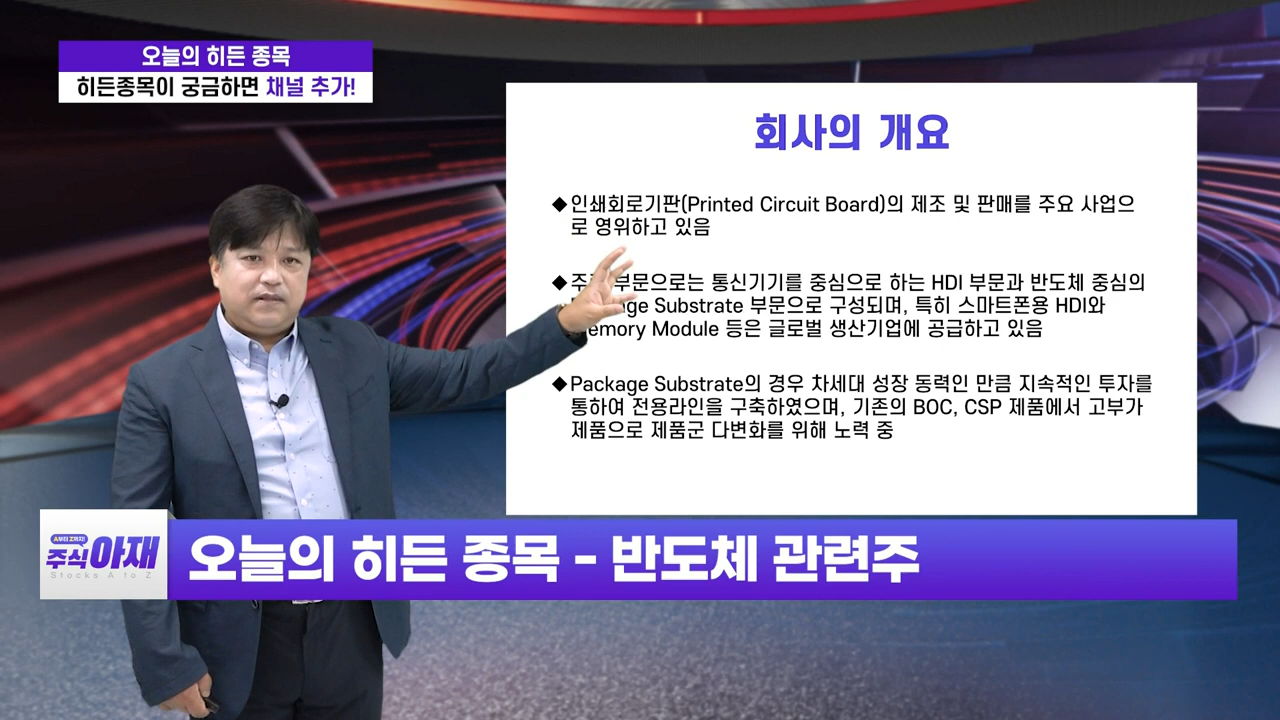 오늘의 히든 종목
히든종목이 궁금하면 채널 추가!
회사의 개요
◆인쇄회로기판(Printed Circuit Board)의 제조 및 판매를 주요 사업으
로 영위하고 있음
◆ 부문으로는 통신기기를 중심으로 하는 HDI 부문과 반도체 중심의
Substrate 부문으로 구성되며, 특히 스마트폰용 HDI와
Module 등은 글로벌 생산기업에 공급하고 있음
◆Package Substrate의 경우 차세대 성장 동력인 만큼 지속적인 투자를
통하여 전용라인을 구축하였으며, 기존의 BOC, CSP 제품에서 고부가
제품으로 제품군 다변화를 위해 노력 중
A부터 Z까지!
주식아재
Stocks A to Z
오늘의 히든 종목 - 반도체 관련주